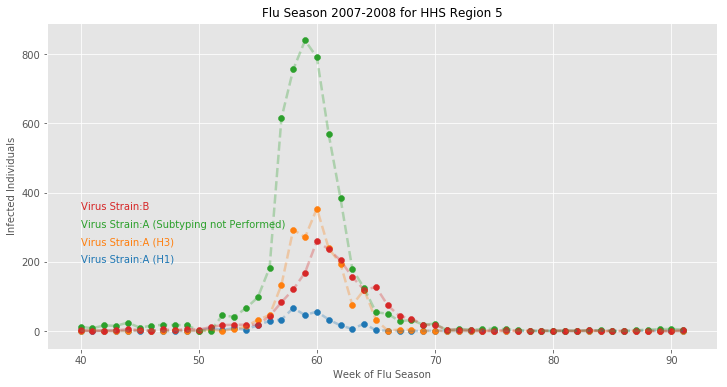 Flu Season 2007-2008 for HHS Region 5
800
600
400
200
0
Infected Individuals
Virus Strain:B
Virus Strain:A (Subtyping not Performed)
Virus Strain:A (H3)
Virus Strain:A (H1)
40 50 60 70 80 90
Week of Flu Season